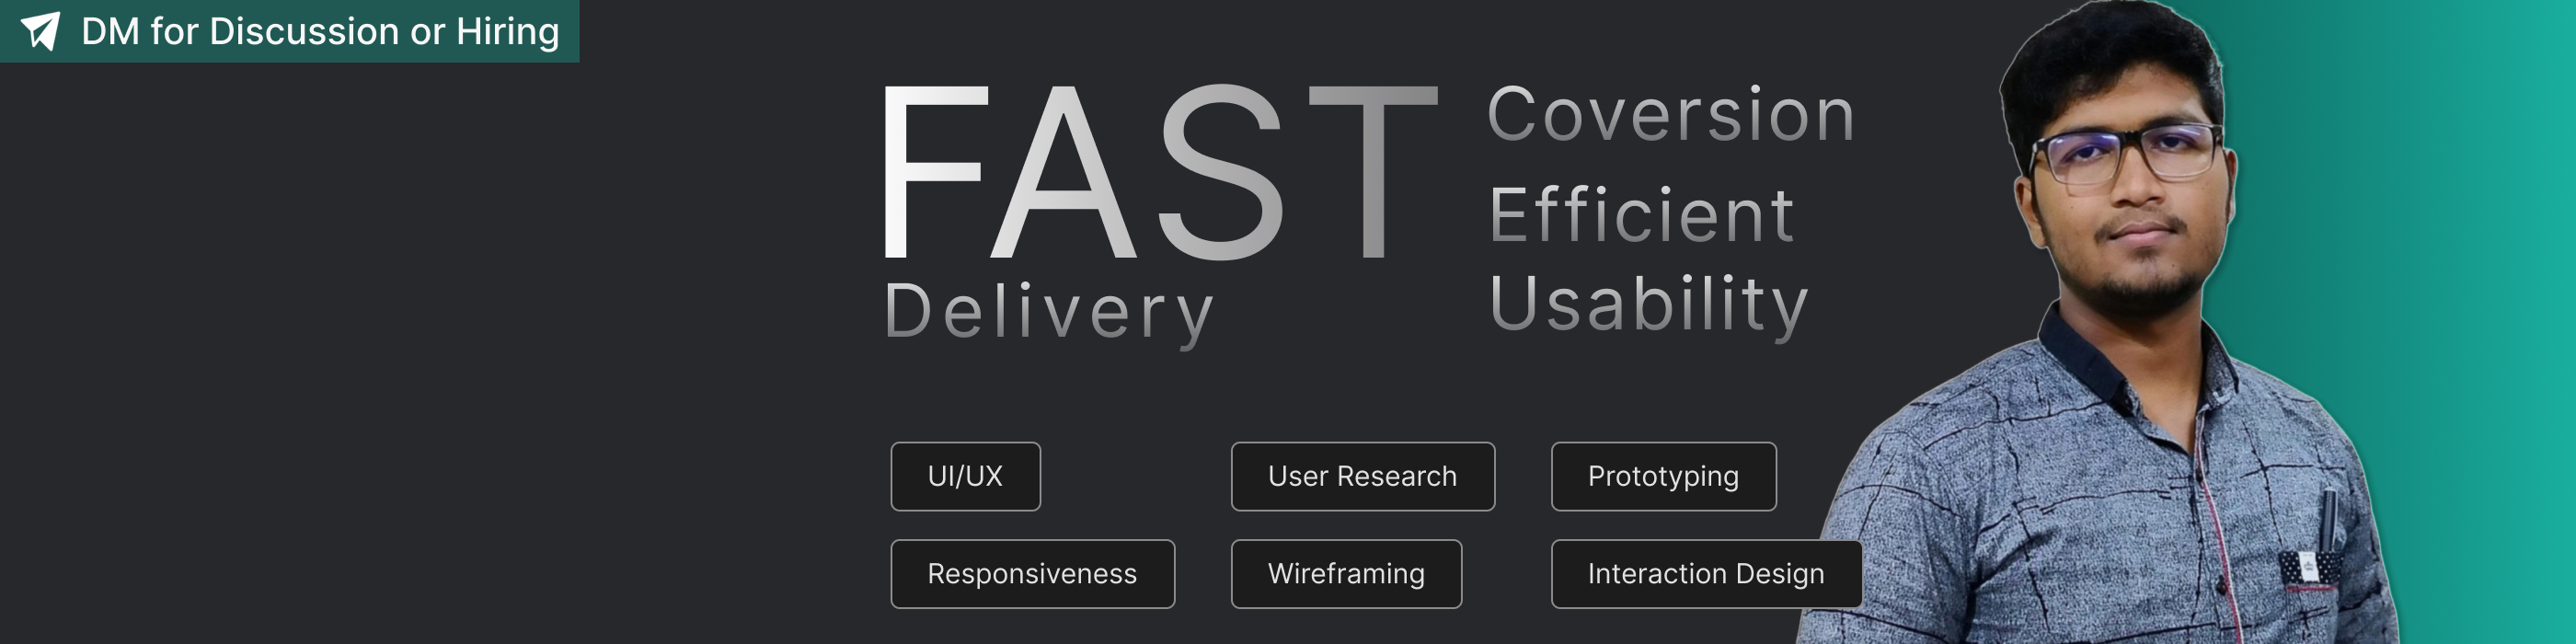 DM for Discussion or Hiring
FAST
Delivery
Coversion
Efficient
Usability
UI/UX
User Research
Prototyping
Responsiveness
Wireframing
Interaction Design